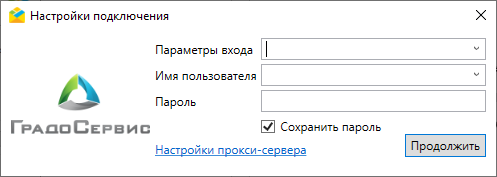 Настройки подключения
Параметры входа
Имя пользователя
Пароль
ГрадоСервис
Сохранить пароль
Настройки прокси-сервера
Продолжить